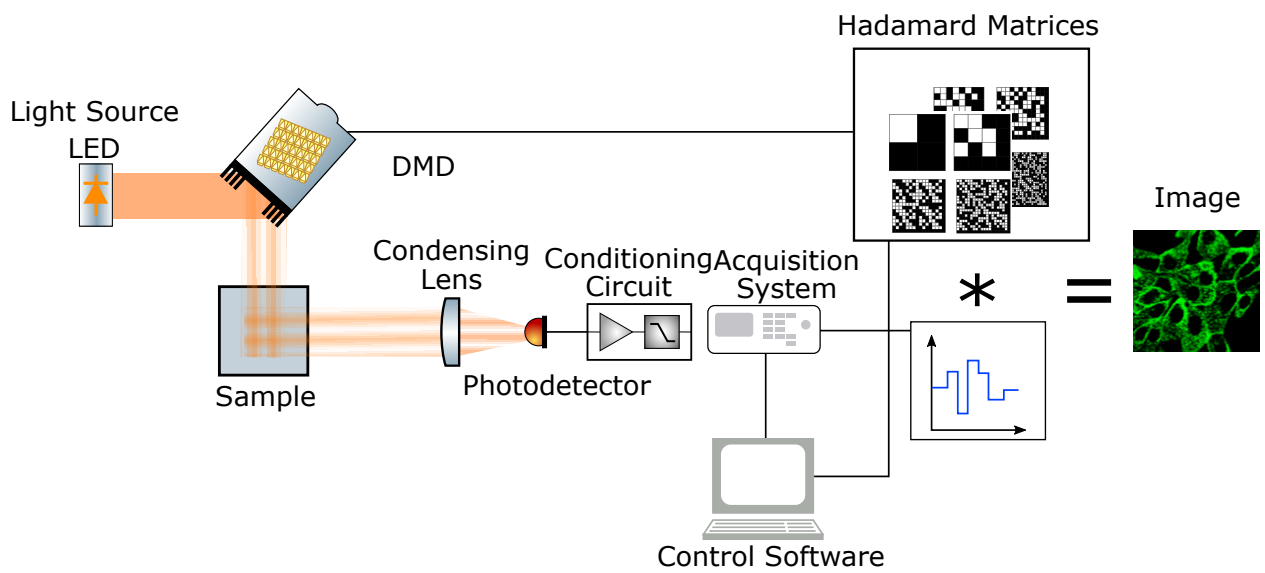 Hadamard Matrices
Light Source
LED
DMD
Image
Condensing
Lens
Conditioning
Circuit
Acquisition
System
*
=
Sample
Photodetector
Control Software